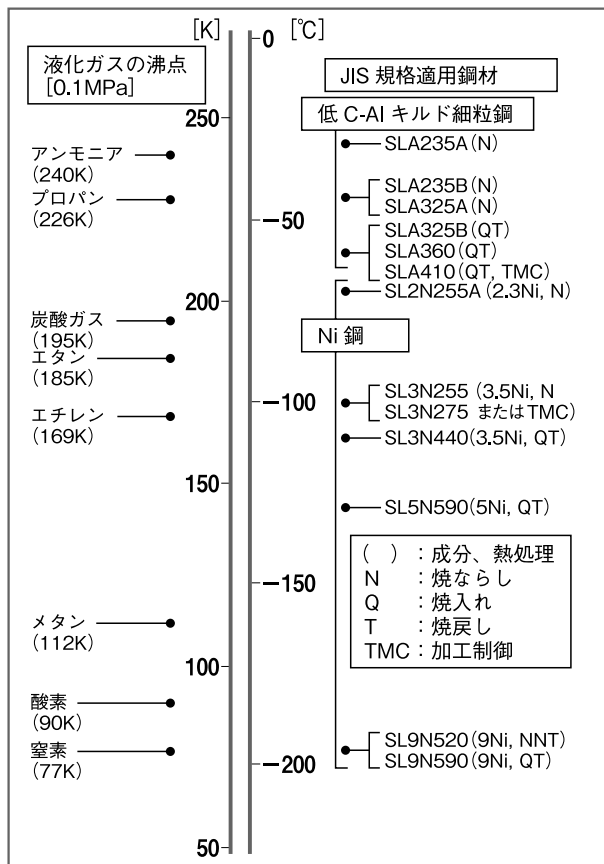 [K]
[℃]
液化ガスの沸点
[0.1MPa]
アンモニア
(240K)
プロパン
(226K)
炭酸ガス
(195K)
エタン
(185K)
エチレン
(169K)
メタン
(112K)
酸素
(90K)
窒素
(77K)
250
200
150
100
50
0
−50
−100
−150
−200
JIS 規格適用鋼材
低 C-Al キルド細粒鋼
SLA235A(N)
SLA235B(N)
SLA325A(N)
SLA325B(QT)
SLA360(QT)
SLA410(QT, TMC)
SL2N255A(2.3Ni, N)
Ni 鋼
SL3N255 (3.5Ni, N
SL3N275 またはTMC)
SL3N440(3.5Ni, QT)
SL5N590(5Ni, QT)
( ) : 成分、熱処理
N : 焼ならし
Q : 焼入れ
T : 焼戻し
TMC : 加工制御
SL9N520(9Ni, NNT)
SL9N590(9Ni, QT)